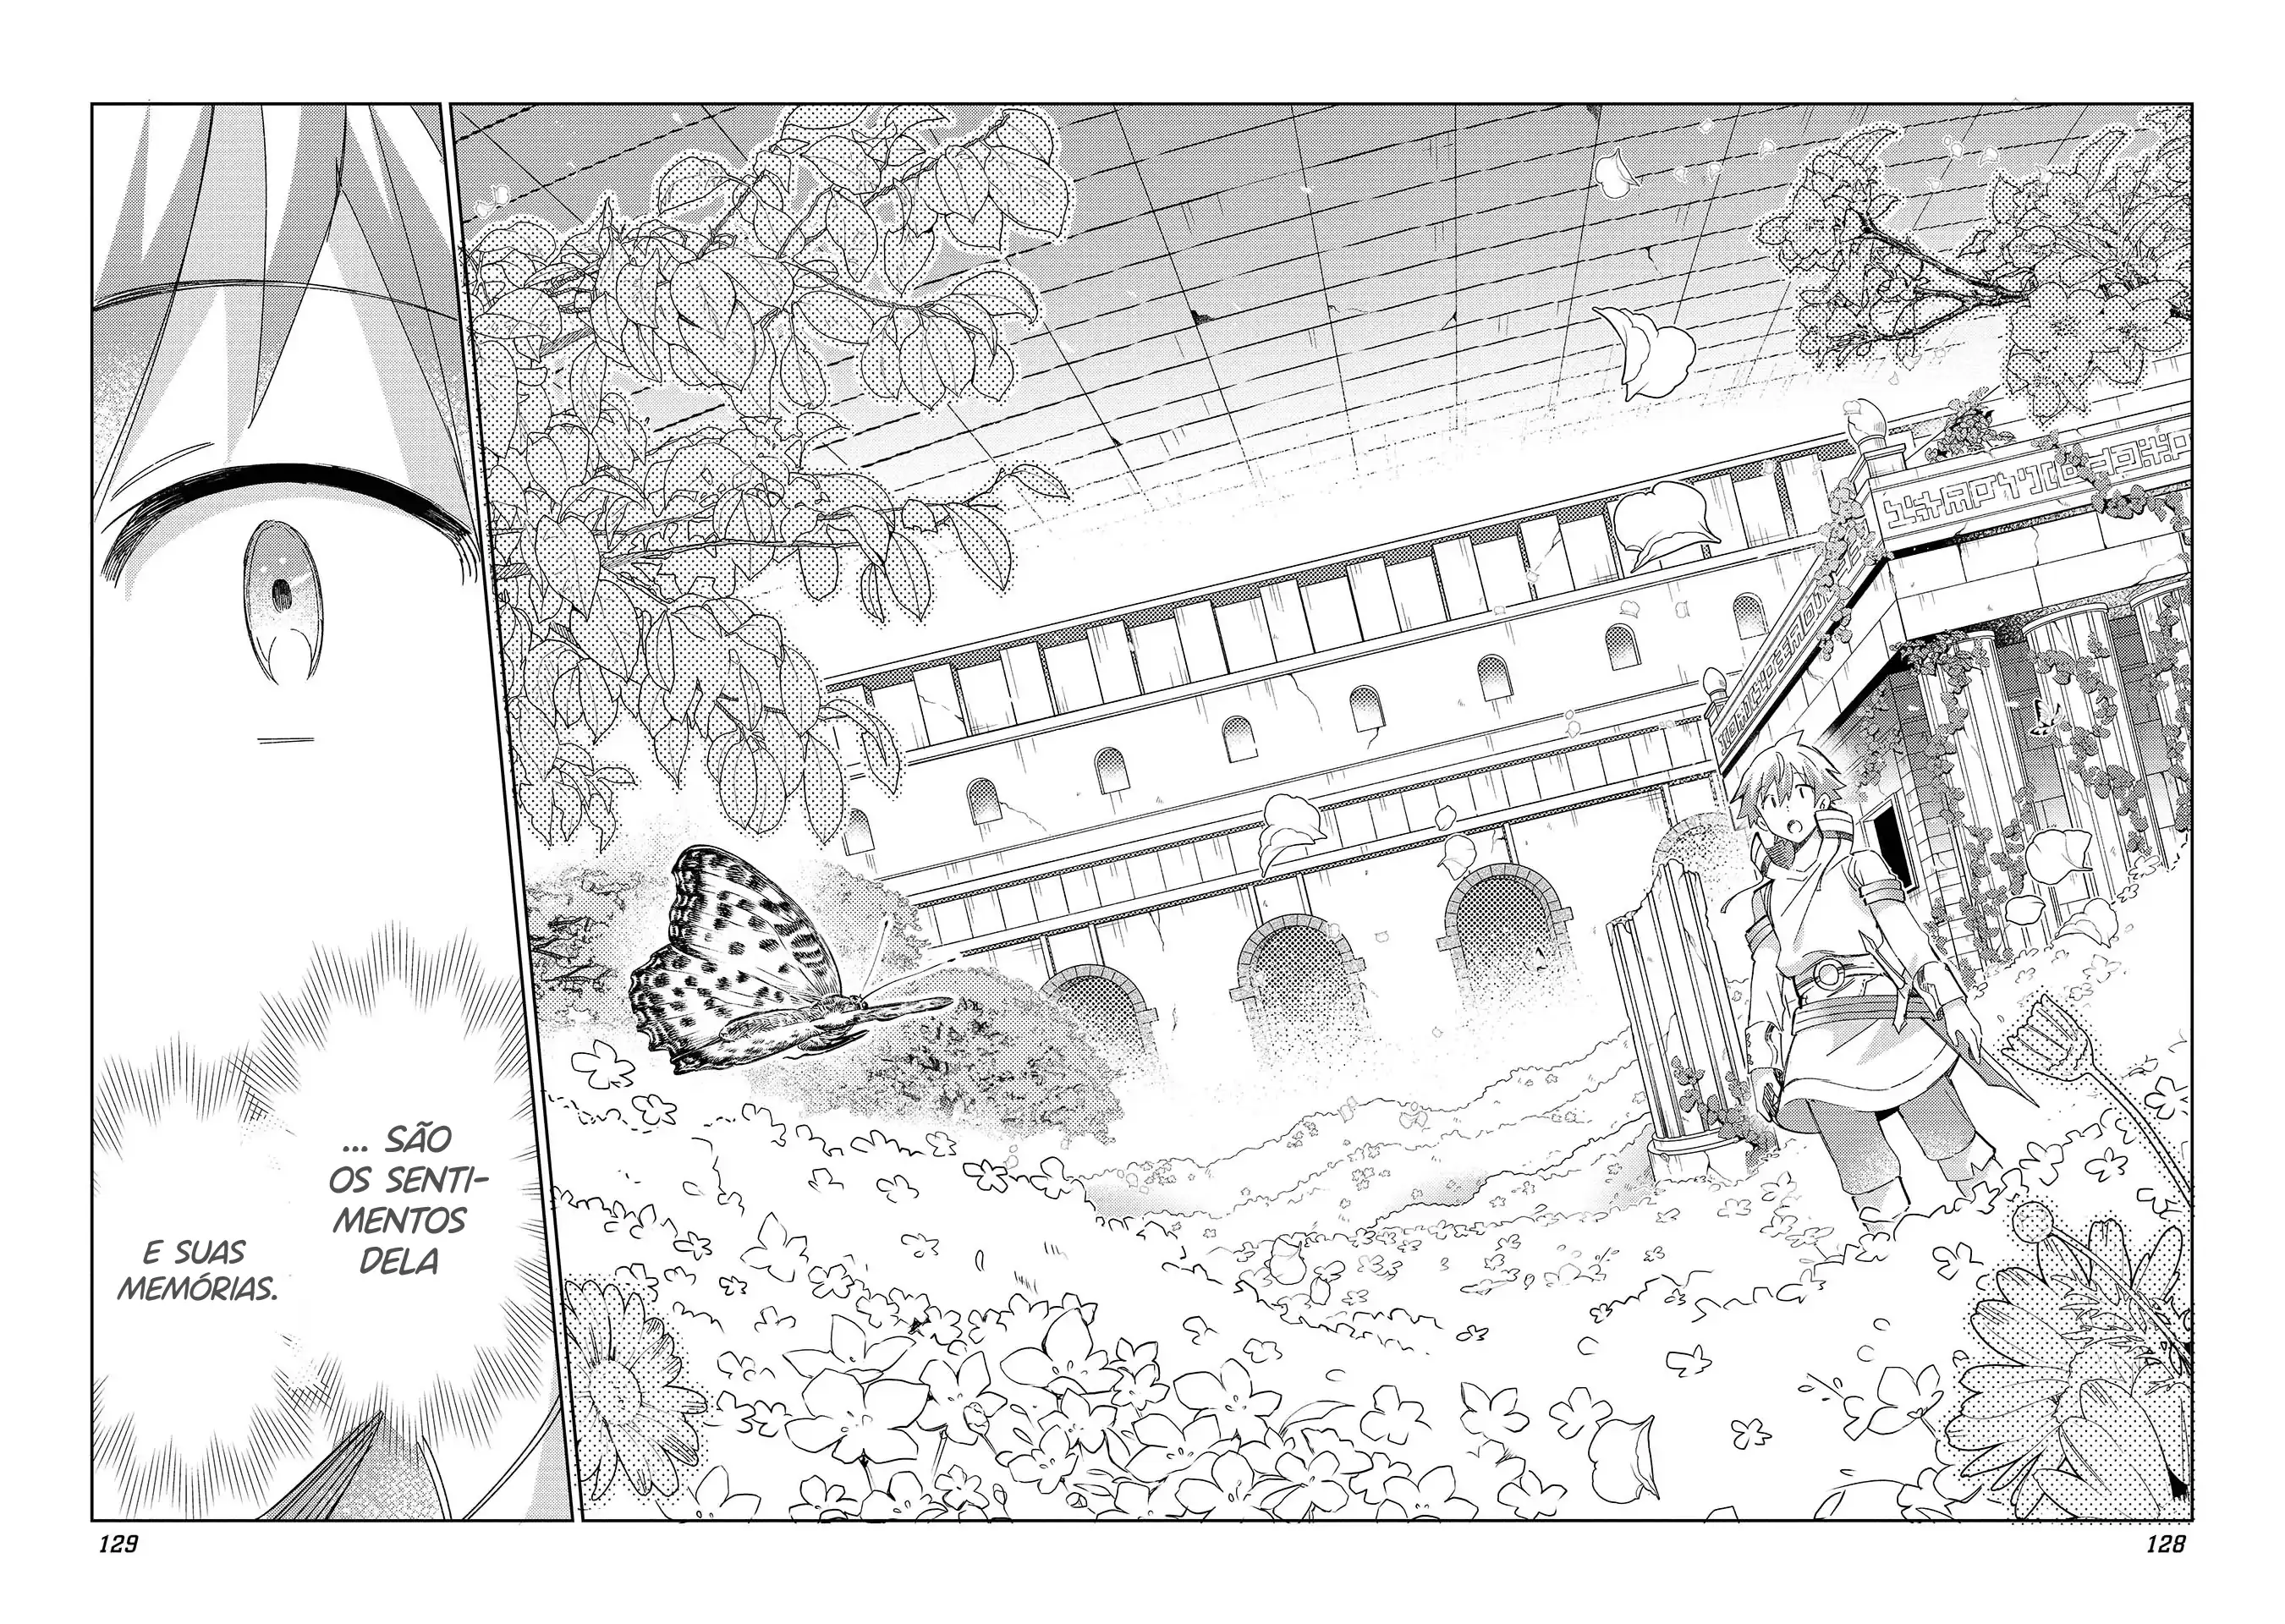 ... SÃO
OS SENTI-
MENTOS
DELA
E SUAS
MEMÓRIAS.
128
129